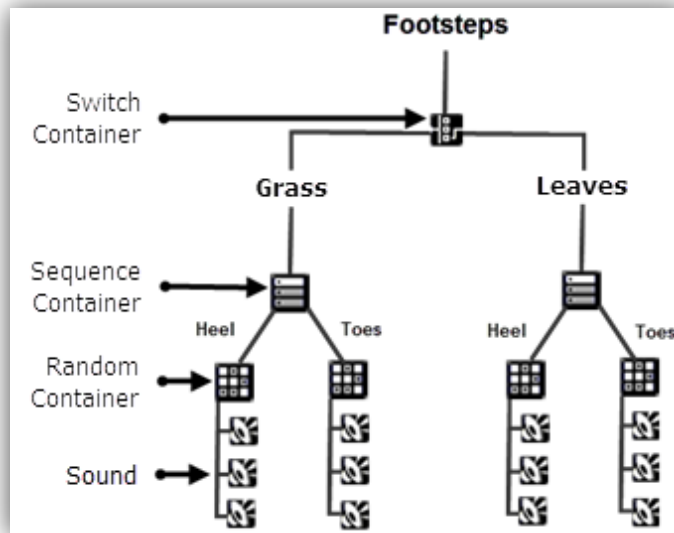 Footsteps
Switch
Container
Grass
Leaves
Sequence
Container
Heel
Toes
Heel
Toes
Random
Container
Sound